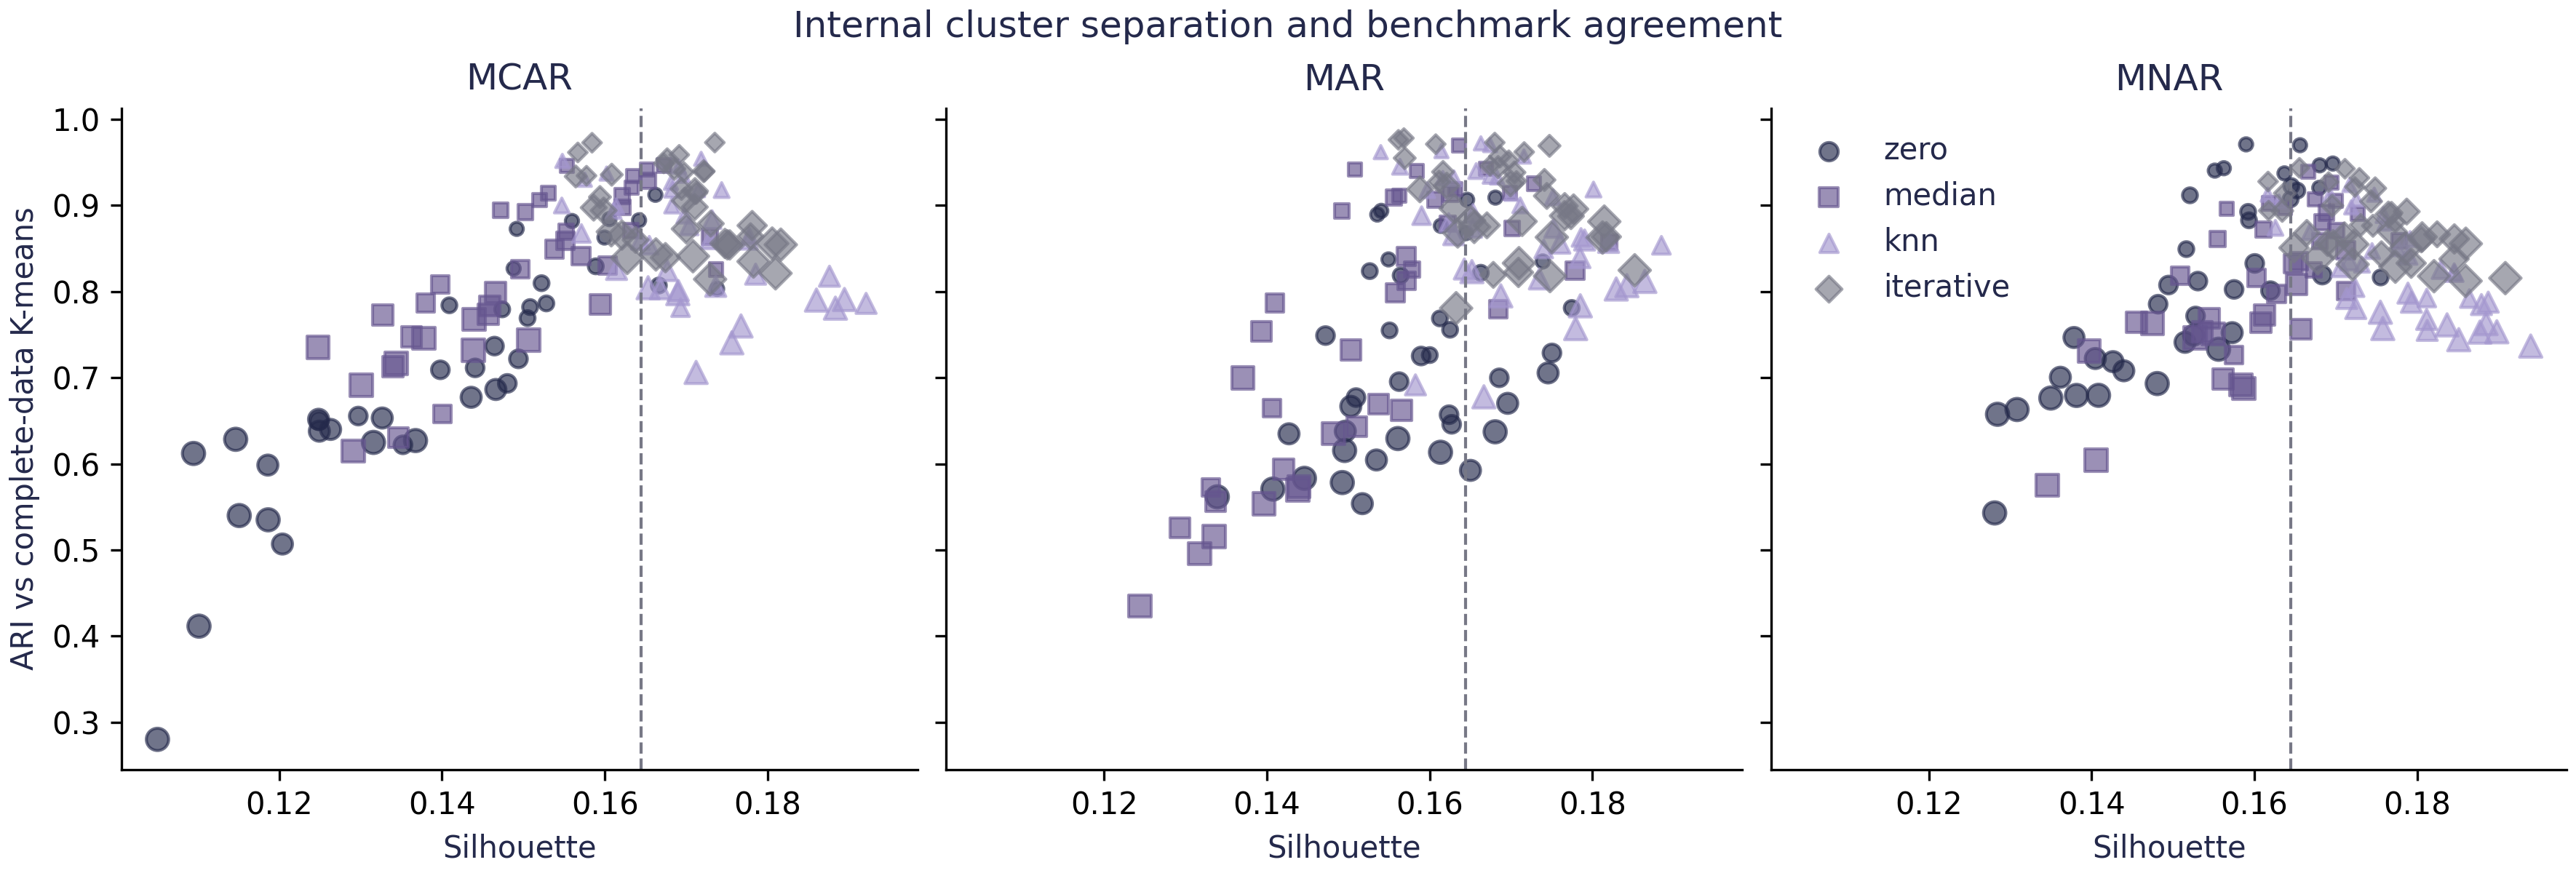 Internal cluster separation and benchmark agreement
MCAR
MAR
MNAR
ARI vs complete-data K-means
1.0
0.9
0.8
0.7
0.6
0.5
0.4
0.3
zero
median
knn
iterative
0.12 0.14 0.16 0.18
0.12 0.14 0.16 0.18
0.12 0.14 0.16 0.18
Silhouette
Silhouette
Silhouette